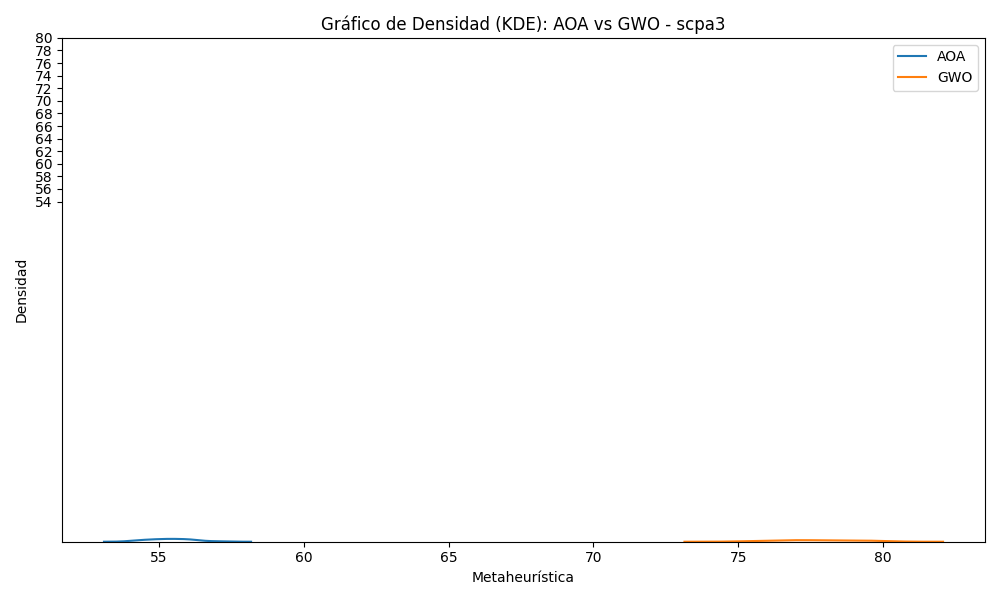 Gráfico de Densidad (KDE): AOA vs GWO - scpa3
AOA
GWO
80
78
76
74
72
70
68
66
64
62
60
58
56
54
Densidad
55 60 65 70 75 80
Metaheurística